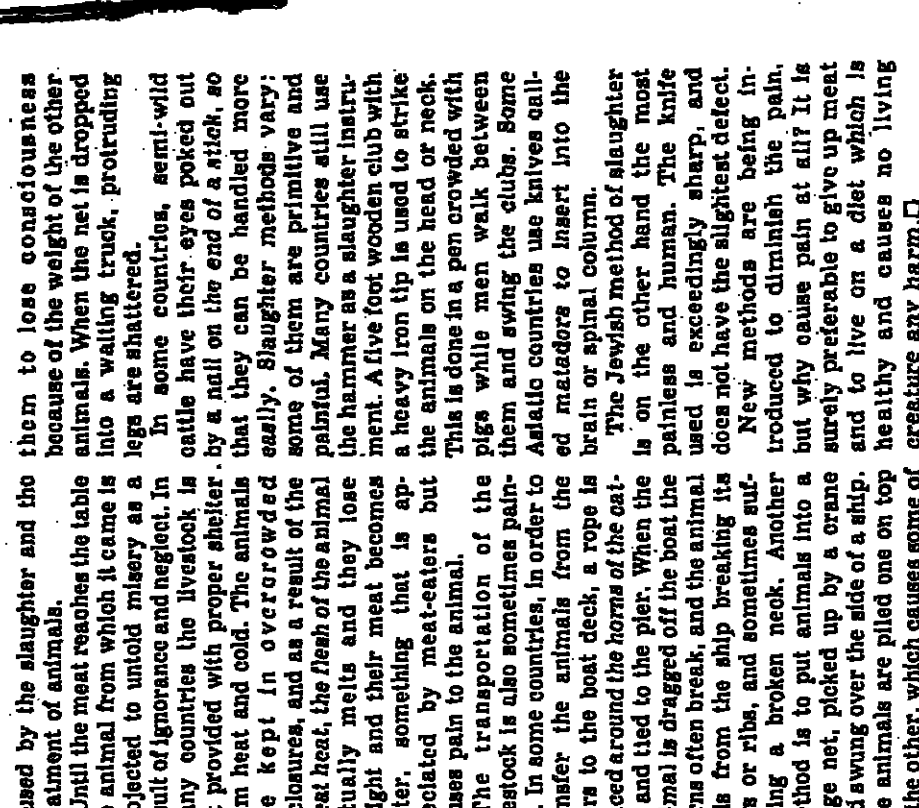 used by the slaughter and the
atment of animals.
Until the meat reaches the table
animal from which it came is
bjected to untold misery as a
ult of ignorance and neglect. In
ny countries the livestock is
provided with proper shelter.
m heat and cold. The animals
e kept in overcrowded
closures, and as a result of the
eat heat, the flesh of the animal
tually melts and they lose
ight and their meat becomes
ter. something that is ap-
eciated by meat-eaters but
uses pain to the animal.
The transportation of the
estock is also sometimes pain-
. In some countries, in order to
nsfer the animals from the
rs to the boat deck, a rope is
ced around the horns of the cat-
and tied to the pier. When the
mal is dragged off the boat the
ns often break, and the animal
ls from the ship breaking its
s or ribs, and sometimes suf-
ing a broken neck. Another
thod is to put animals into a
ge net, picked up by a crane
d swung over the side of a ship.
e animals are piled one on top
other, which causes some of
them to lose consciousness
because of the weight of the other
animals. When the net is dropped
into a waiting truck, protruding
legs are shattered.
In some countries, semi-wild
cattle have their eyes poked out
by a nail on the end of a stick, so
that they can be handled more
easily. Slaughter methods vary;
some of them are primitive and
painful. Many countries still use
the hammer as a slaughter instru-
ment. A five foot wooden club with
a heavy iron tip is used to strike
the animals on the head or neck.
This is done in a pen crowded with
pigs while men walk between
them and swing the clubs. Some
Asiatic countries use knives call-
ed matadors to insert into the
brain or spinal column.
The Jewish method of slaughter
is on the other hand the most
painless and human. The knife
used is exceedingly sharp, and
does not have the slightest defect.
New methods are being in-
troduced to diminish the pain,
but why cause pain at all? It is
surely preferable to give up meat
and to live on a diet which is
healthy and causes no living
creature any harm.□